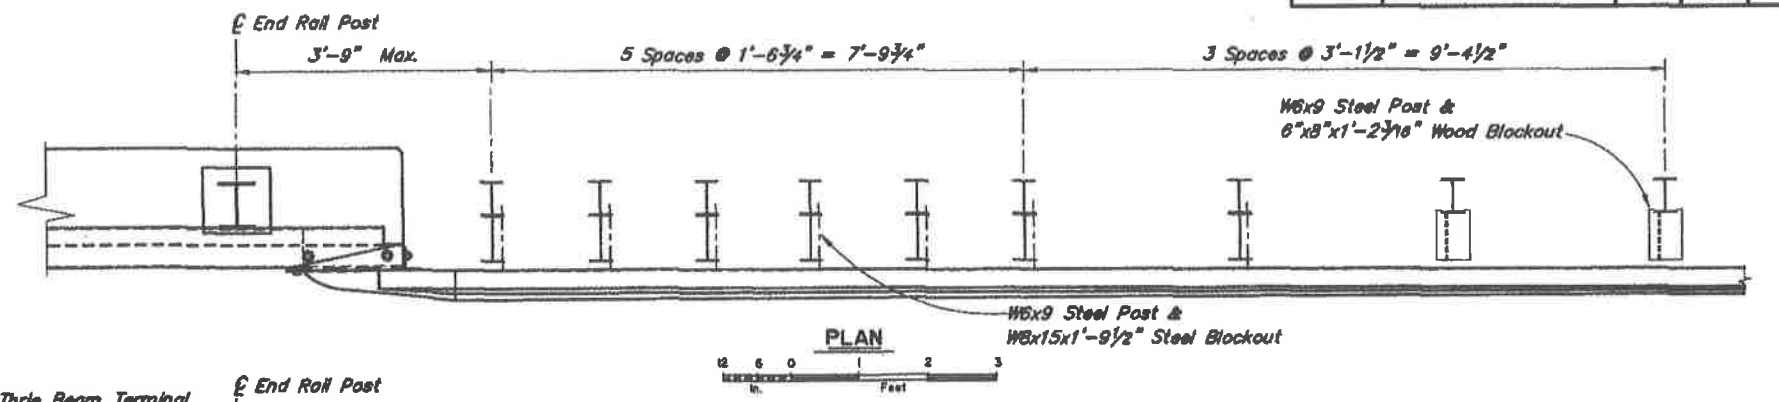 ℄ End Rail Post
3'-9" Max.
5 Spaces @ 1'-6¾" = 7'-9¾"
3 Spaces @ 3'-1½" = 9'-4½"
W6x9 Steel Post &
6"x8"x1'-2³⁄₁₆" Wood Blockout
W6x9 Steel Post &
W8x15x1'-9½" Steel Blockout
PLAN
12 6 0 1 2 3
In. Feet
Thrie Beam Terminal
℄ End Rail Post